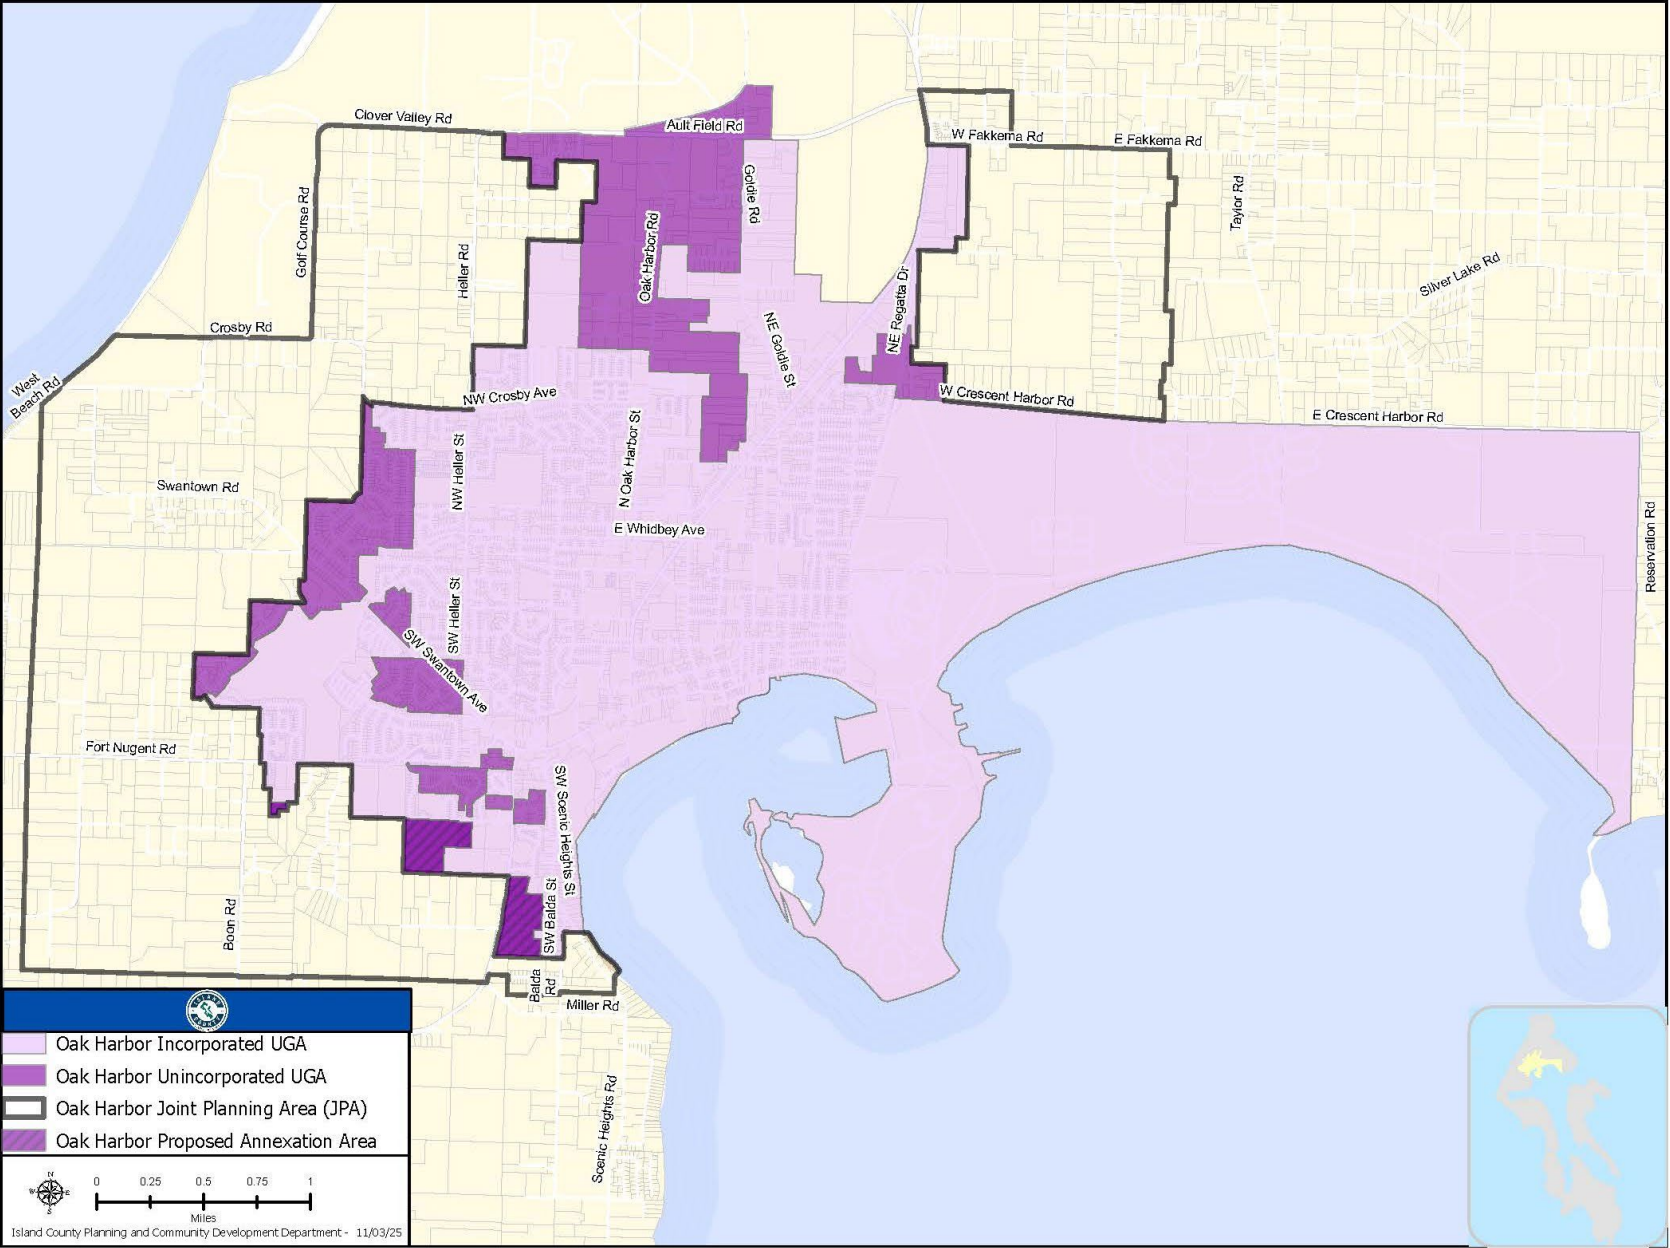 Clover Valley Rd
Ault Field Rd
W Fakkema Rd
E Fakkema Rd
Golf Course Rd
Heller Rd
Oak Harbor Rd
Goldie Rd
Taylor Rd
Silver Lake Rd
Crosby Rd
NE Regatta Dr
NE Goldie St
West
Beach Rd
NW Crosby Ave
W Crescent Harbor Rd
E Crescent Harbor Rd
NW Heller St
N Oak Harbor St
Swantown Rd
E Whidbey Ave
Reservation Rd
SW Heller St
SW Swantown Ave
Fort Nugent Rd
SW Scenic Heights St
Boon Rd
SW Balda St
Balda
Rd
Miller Rd
Scenic Heights Rd
ISLAND
COUNTY
Oak Harbor Incorporated UGA
Oak Harbor Unincorporated UGA
Oak Harbor Joint Planning Area (JPA)
Oak Harbor Proposed Annexation Area
N
W
E
S
0 0.25 0.5 0.75 1
Miles
Island County Planning and Community Development Department - 11/03/25